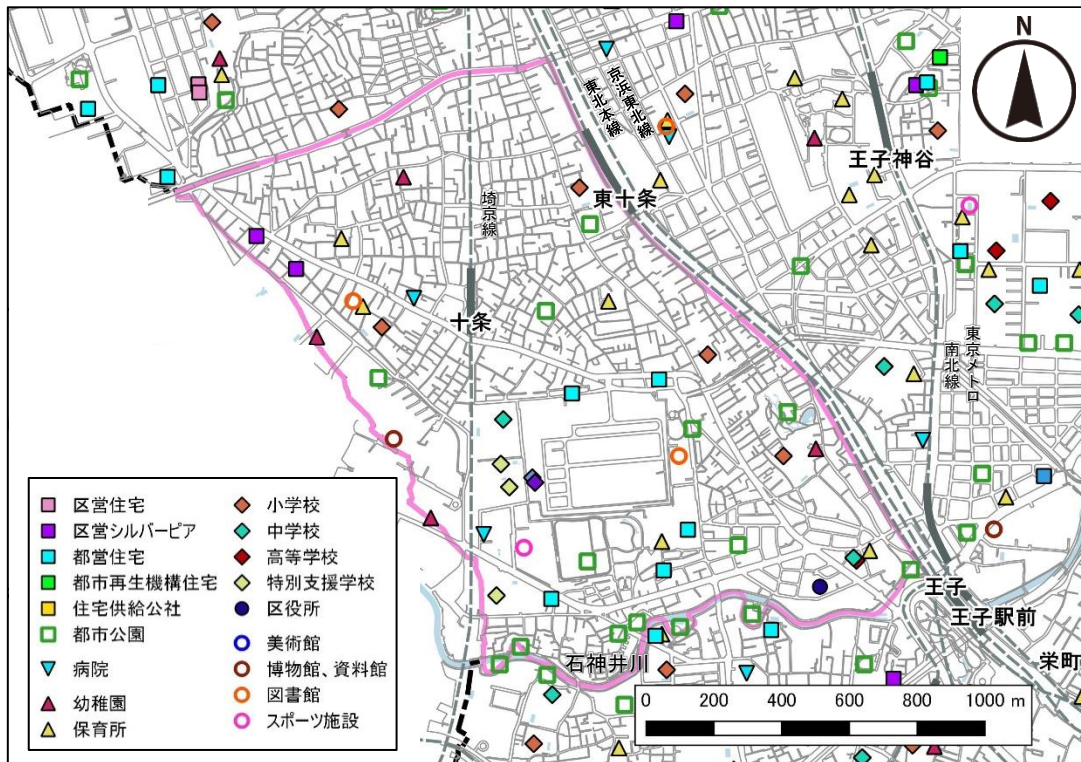 N
東北本線
京浜東北線
王子神谷
東十条
埼京線
十条
東京メトロ
南北線
王子
王子駅前
栄町
石神井川
区営住宅
区営シルバーピア
都営住宅
都市再生機構住宅
住宅供給公社
都市公園
病院
幼稚園
保育所
小学校
中学校
高等学校
特別支援学校
区役所
美術館
博物館、資料館
図書館
スポーツ施設
0 200 400 600 800 1000 m